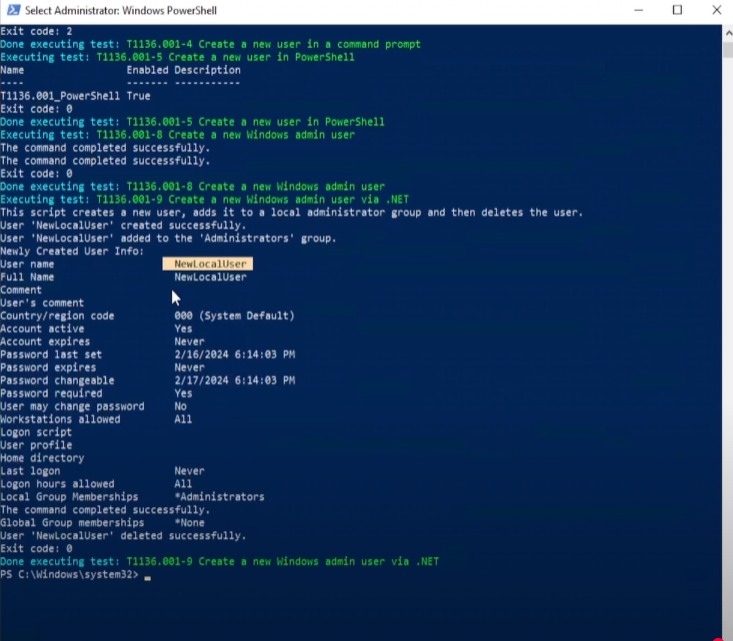 Select Administrator: Windows PowerShell
Exit code: 2
Done executing test: T1136.001-4 Create a new user in a command prompt
Executing test: T1136.001-5 Create a new user in PowerShell
Name                 Enabled Description
----                 ------- -----------
T1136.001_PowerShell True
Exit code: 0
Done executing test: T1136.001-5 Create a new user in PowerShell
Executing test: T1136.001-8 Create a new Windows admin user
The command completed successfully.
The command completed successfully.
Exit code: 0
Done executing test: T1136.001-8 Create a new Windows admin user
Executing test: T1136.001-9 Create a new Windows admin user via .NET
This script creates a new user, adds it to a local administrator group and then deletes the user.
User 'NewLocalUser' created successfully.
User 'NewLocalUser' added to the 'Administrators' group.
Newly Created User Info:
User name                    NewLocalUser
Full Name                    NewLocalUser
Comment
User's comment
Country/region code          000 (System Default)
Account active               Yes
Account expires              Never
Password last set            2/16/2024 6:14:03 PM
Password expires             Never
Password changeable          2/17/2024 6:14:03 PM
Password required            Yes
User may change password     No
Workstations allowed         All
Logon script
User profile
Home directory
Last logon                   Never
Logon hours allowed          All
Local Group Memberships      *Administrators
The command completed successfully.
Global Group memberships     *None
User 'NewLocalUser' deleted successfully.
Exit code: 0
Done executing test: T1136.001-9 Create a new Windows admin user via .NET
PS C:\Windows\system32>